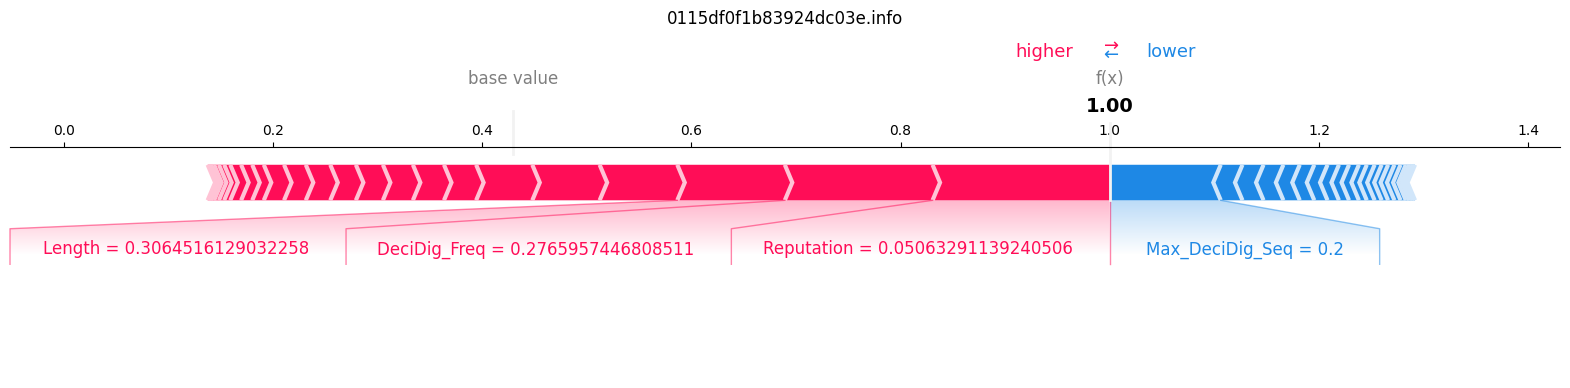 0115df0f1b83924dc03e.info
higher → ← lower
base value f(x)
1.00
0.0 0.2 0.4 0.6 0.8 1.0 1.2 1.4
Length = 0.3064516129032258 DeciDig_Freq = 0.2765957446808511 Reputation = 0.05063291139240506 Max_DeciDig_Seq = 0.2